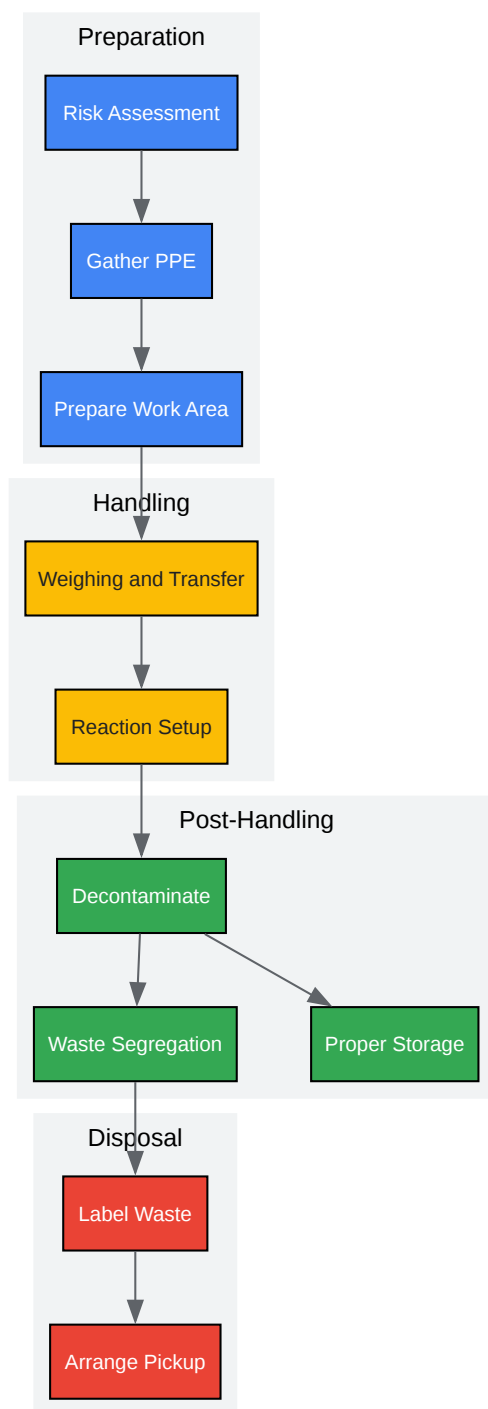 Preparation
Risk Assessment
Gather PPE
Prepare Work Area
Handling
Weighing and Transfer
Reaction Setup
Post-Handling
Decontaminate
Waste Segregation
Proper Storage
Disposal
Label Waste
Arrange Pickup